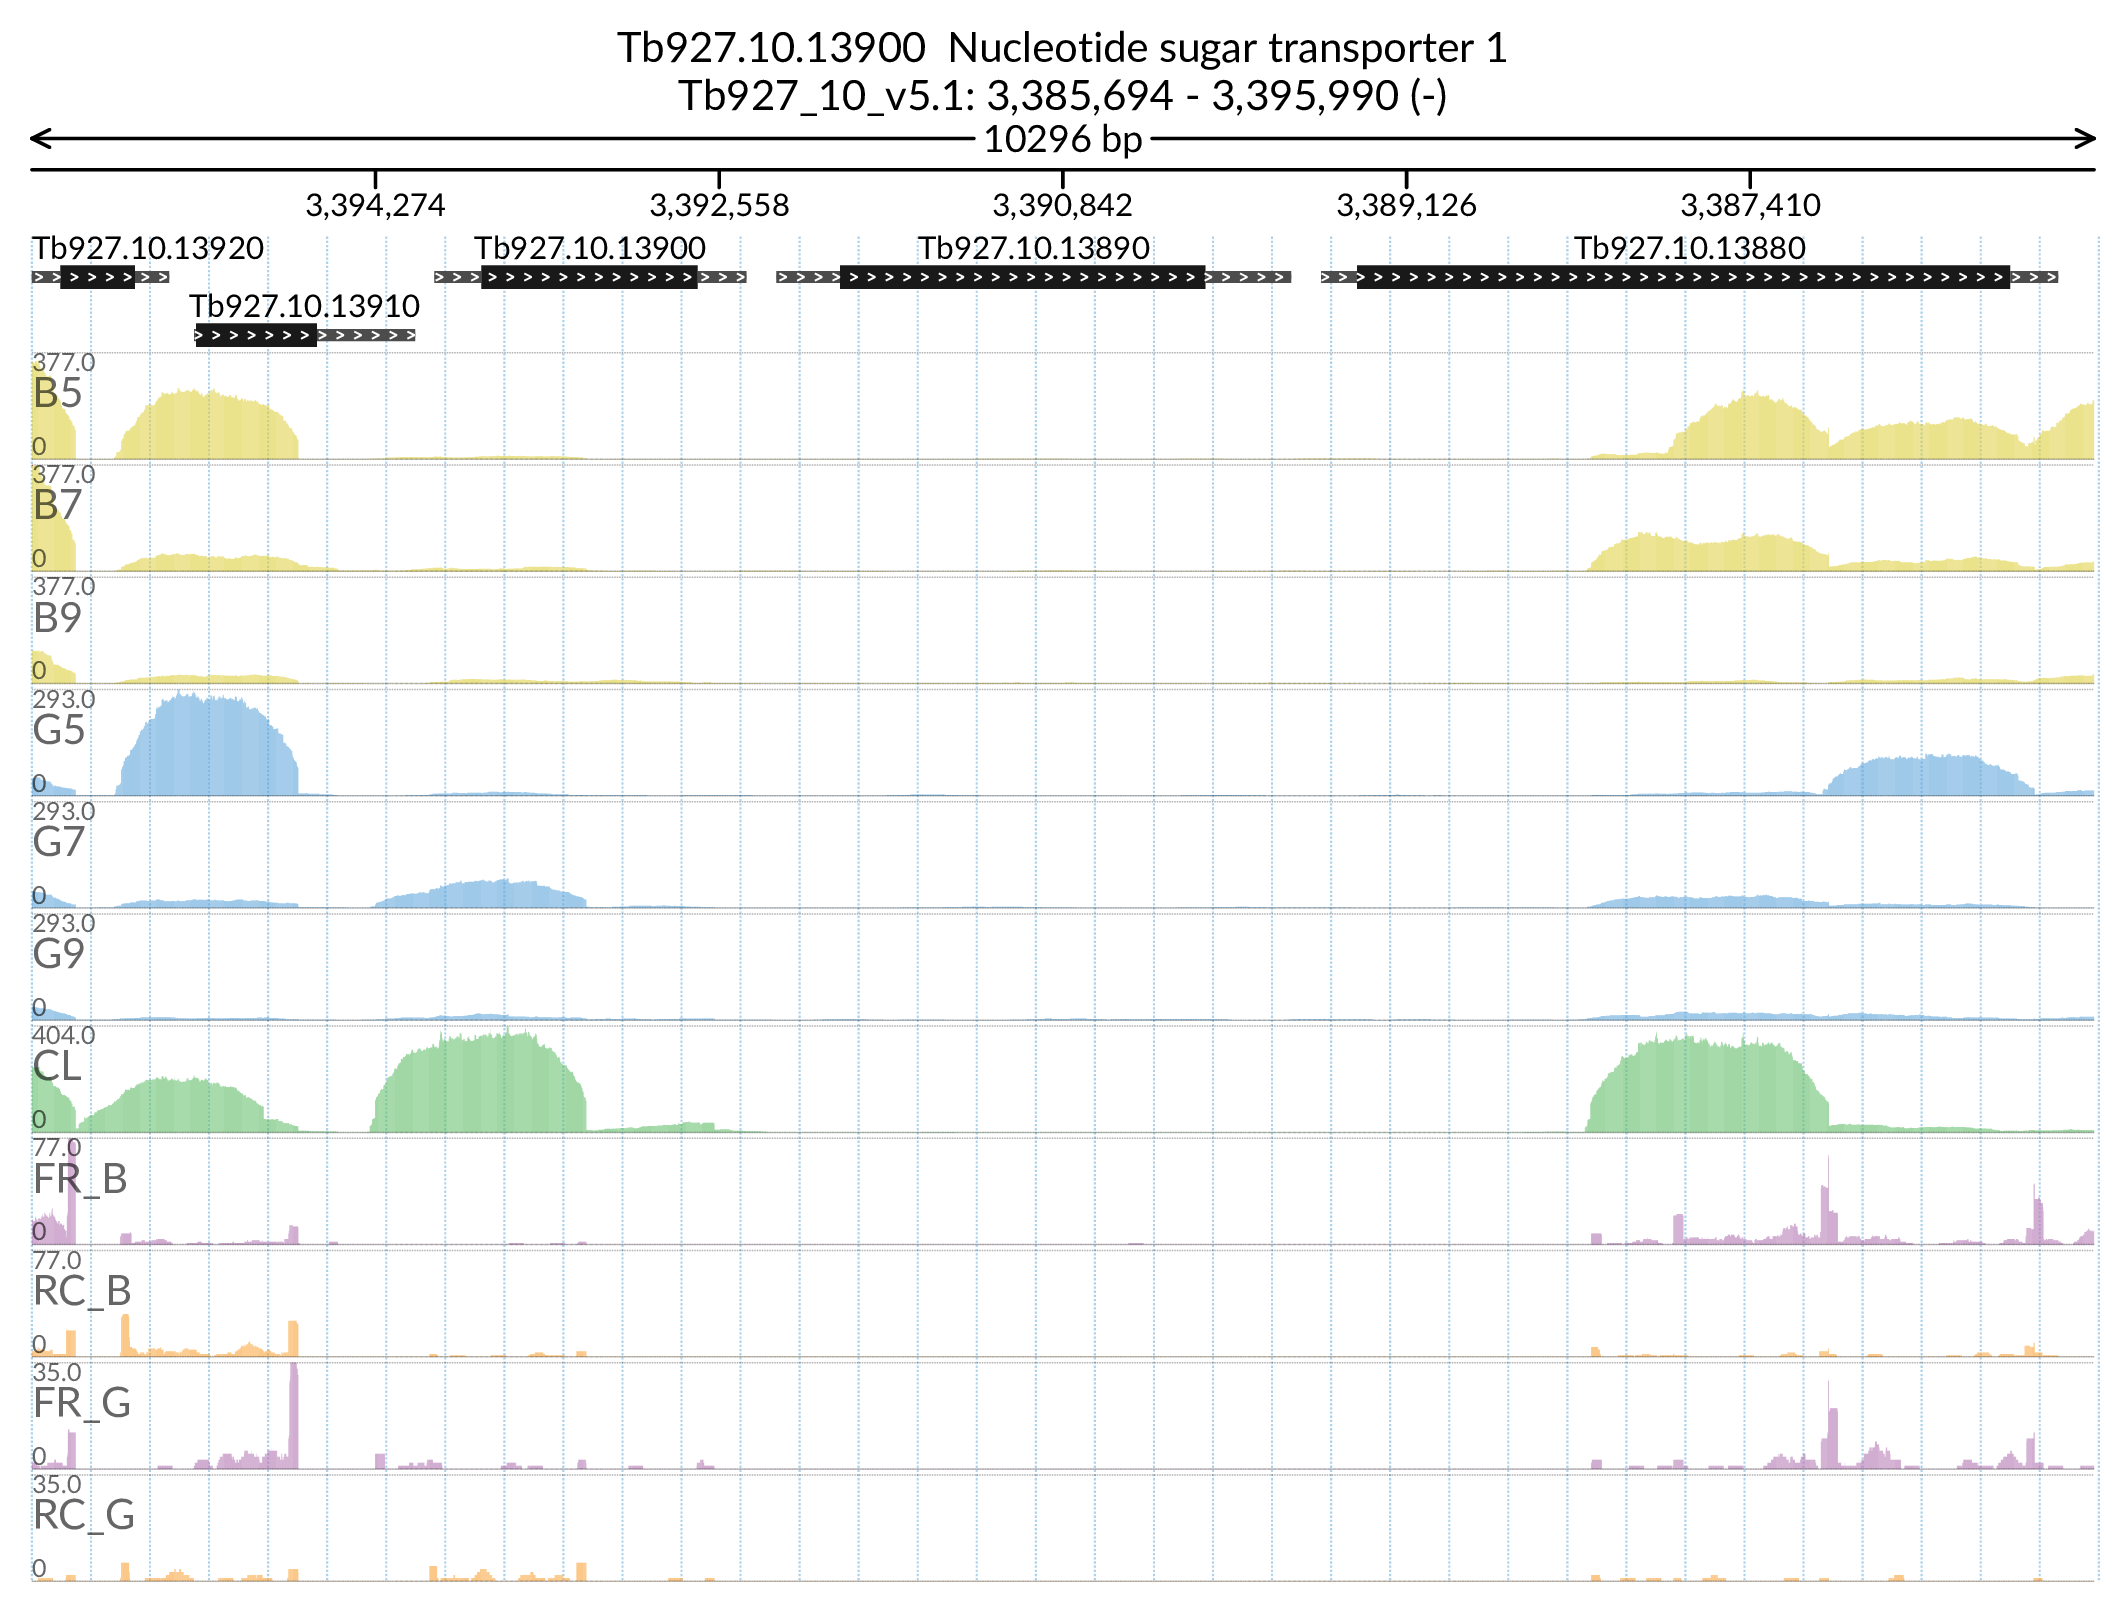 Tb927.10.13900 Nucleotide sugar transporter 1
Tb927_10_v5.1: 3,385,694 - 3,395,990 (-)
10296 bp
3,394,274 3,392,558 3,390,842 3,389,126 3,387,410
Tb927.10.13920 Tb927.10.13900 Tb927.10.13890 Tb927.10.13880
Tb927.10.13910
377.0
B5
0
377.0
B7
0
377.0
B9
0
293.0
G5
0
293.0
G7
0
293.0
G9
0
404.0
CL
0
77.0
FR_B
0
77.0
RC_B
0
35.0
FR_G
0
35.0
RC_G
0